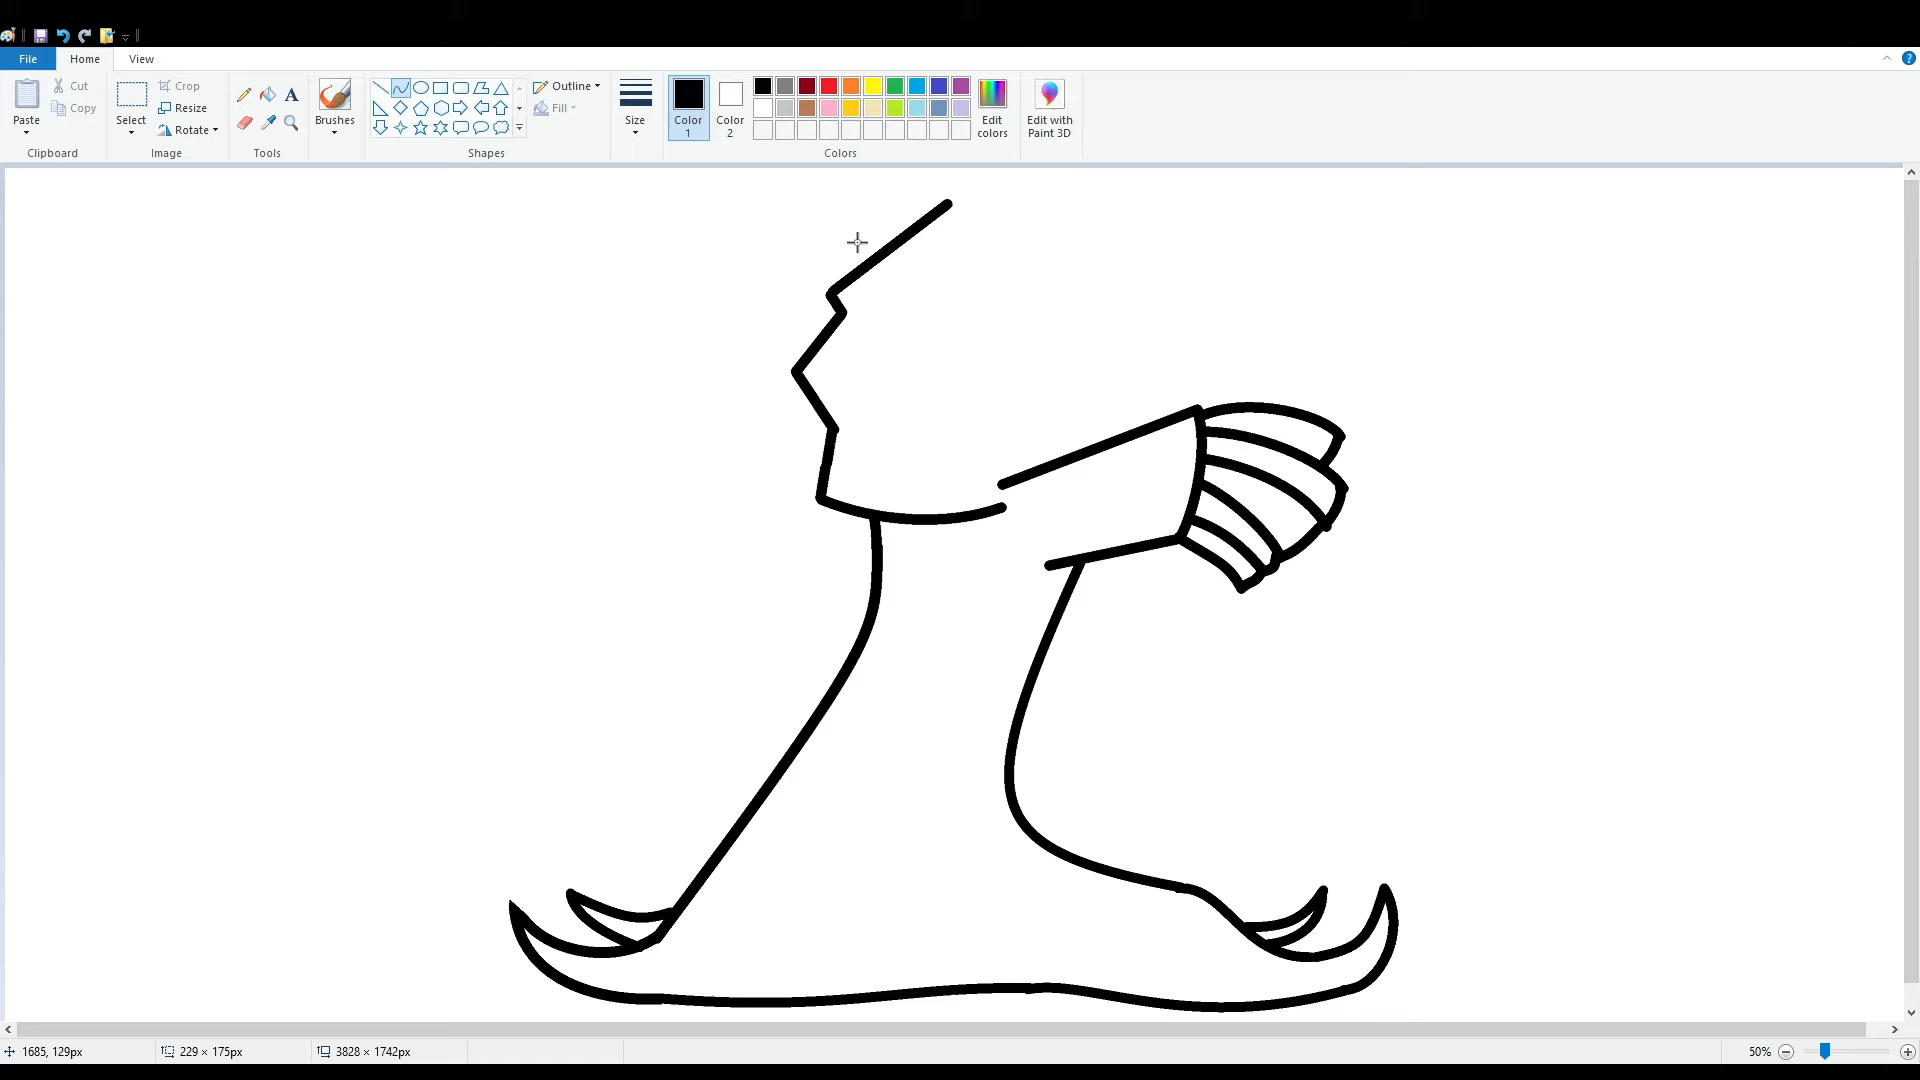 File Home View
Paste
Cut
Copy
Clipboard
Select
Crop
Resize
Rotate
Image
A
Tools
Brushes
Outline
Fill
Shapes
Size
Color
1
Color
2
Edit
colors
Colors
Edit with
Paint 3D
1685, 129px 229 × 175px 3828 × 1742px 50%